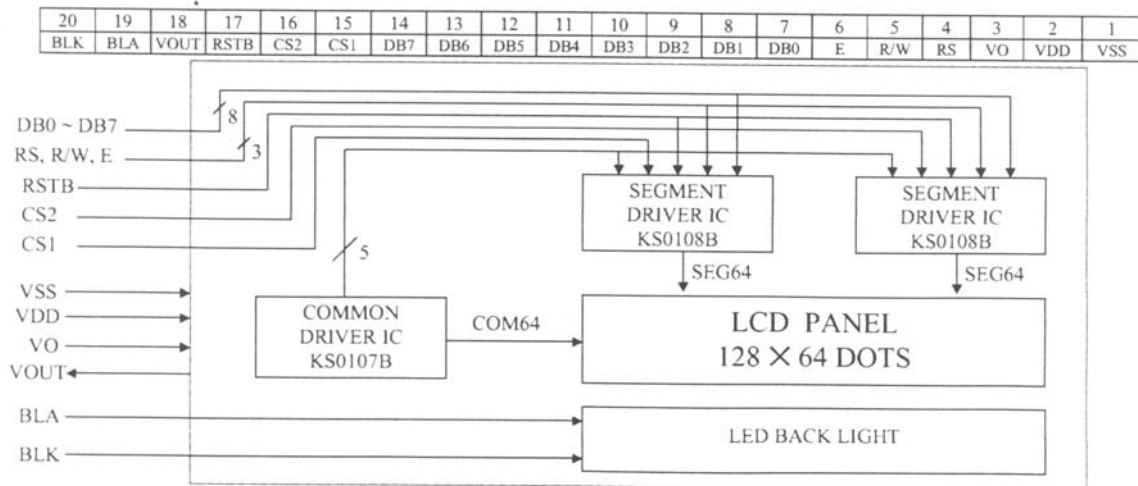 20 19 18 17 16 15 14 13 12 11 10 9 8 7 6 5 4 3 2 1
BLK BLA VOUT RSTB CS2 CS1 DB7 DB6 DB5 DB4 DB3 DB2 DB1 DB0 E R/W RS VO VDD VSS
8
DB0 ~ DB7
3
RS, R/W, E
RSTB
CS2
CS1
5
SEGMENT
DRIVER IC
KS0108B
SEGMENT
DRIVER IC
KS0108B
SEG64
SEG64
VSS
VDD
VO
VOUT
COMMON
DRIVER IC
KS0107B
COM64
LCD PANEL
128 × 64 DOTS
BLA
BLK
LED BACK LIGHT